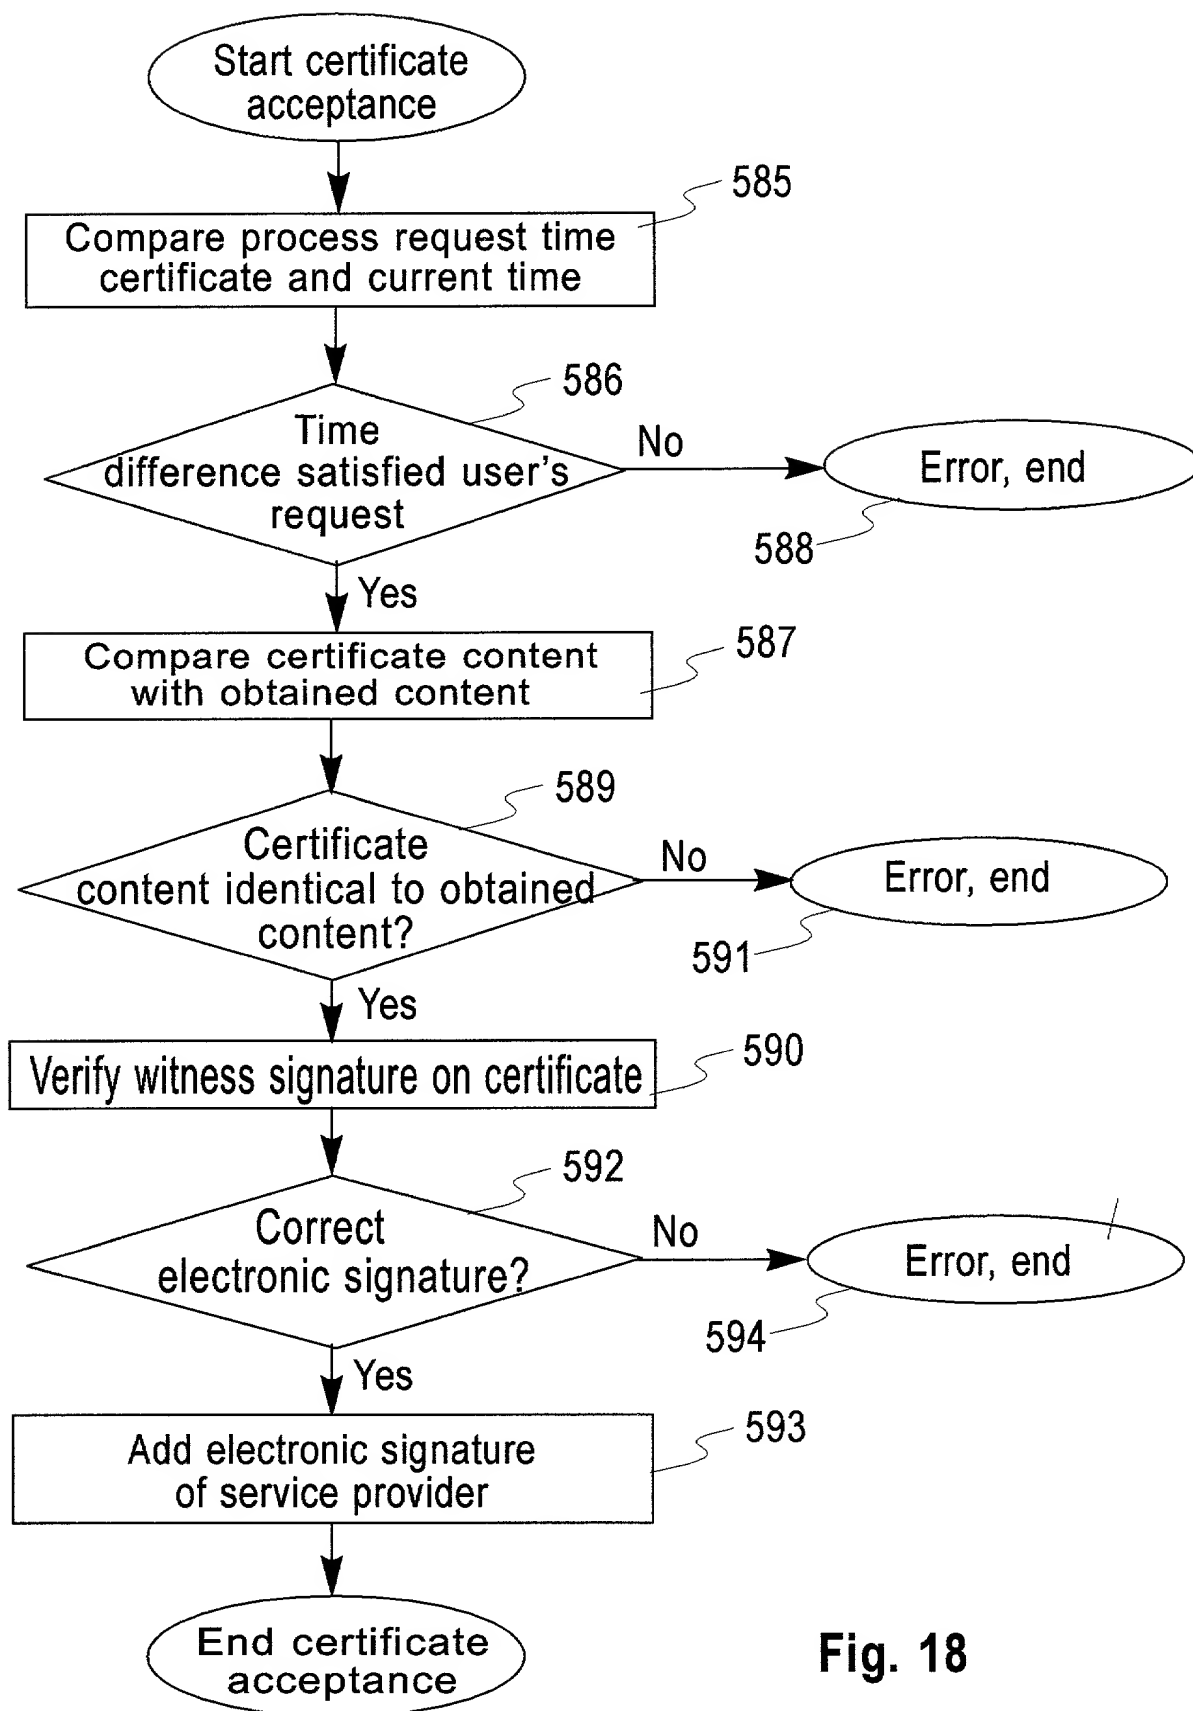 Start certificate
acceptance
585
Compare process request time
certificate and current time
586
Time
difference satisfied user's
request
No
Error, end
588
Yes
587
Compare certificate content
with obtained content
589
Certificate
content identical to obtained
content?
No
Error, end
591
Yes
590
Verify witness signature on certificate
592
Correct
electronic signature?
No
Error, end
594
Yes
593
Add electronic signature
of service provider
End certificate
acceptance
Fig. 18